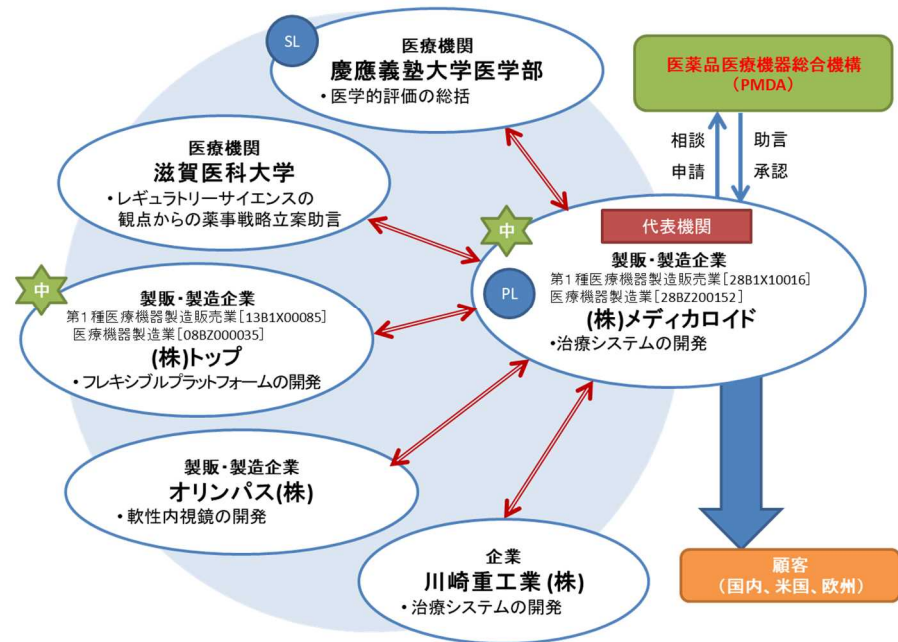 SL
医療機関
慶應義塾大学医学部
・医学的評価の総括
医療機関
滋賀医科大学
・レギュラトリーサイエンスの
観点からの薬事戦略立案助言
中
製販・製造企業
第1種医療機器製造販売業[13B1X00085]
医療機器製造業[08BZ000035]
(株)トップ
・フレキシブルプラットフォームの開発
製販・製造企業
オリンパス(株)
・軟性内視鏡の開発
企業
川崎重工業(株)
・治療システムの開発
医薬品医療機器総合機構
（PMDA）
相談
申請
助言
承認
中
代表機関
PL
製販・製造企業
第1種医療機器製造販売業[28B1X10016]
医療機器製造業[28BZ200152]
(株)メディカロイド
・治療システムの開発
顧客
（国内、米国、欧州）